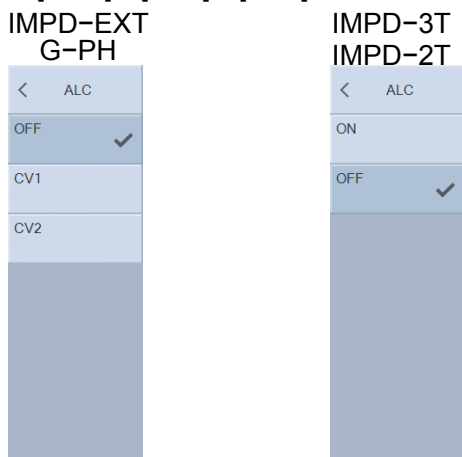 IMPD-EXT
G-PH
< ALC
OFF
CV1
CV2
IMPD-3T
IMPD-2T
< ALC
ON
OFF